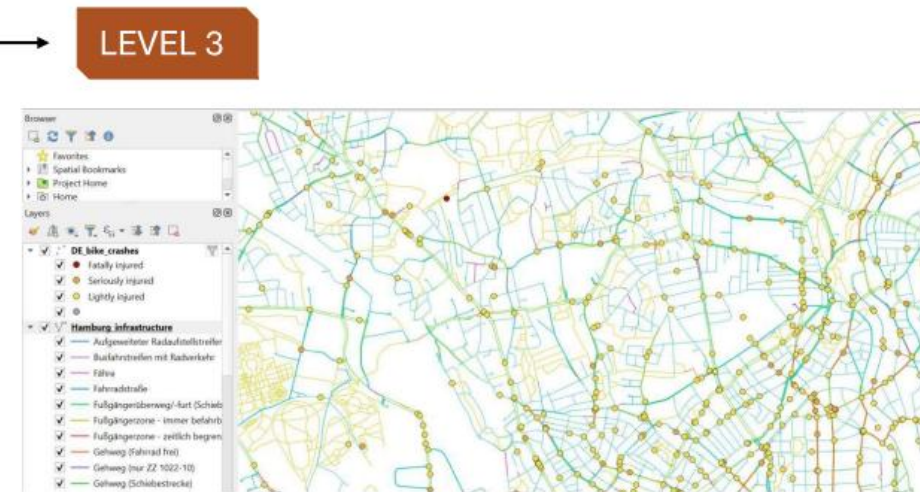 LEVEL 3
Browser
Favorites
Spatial Bookmarks
Project Home
Home
Layers
DE_bike_crashes
Fatally injured
Seriously injured
Lightly injured
Hamburg infrastructure
Aufgeweiteter Radaufstellstreifen
Busfahrstreifen mit Radverkehr
Fähre
Fahrradstraße
Fußgängerüberweg/-furt (Schieb
Fußgängerzone - immer befahrb
Fußgängerzone - zeitlich begren
Gehweg (Fahrrad frei)
Gehweg (nur ZZ 1022-10)
Gehweg (Schiebestrecke)